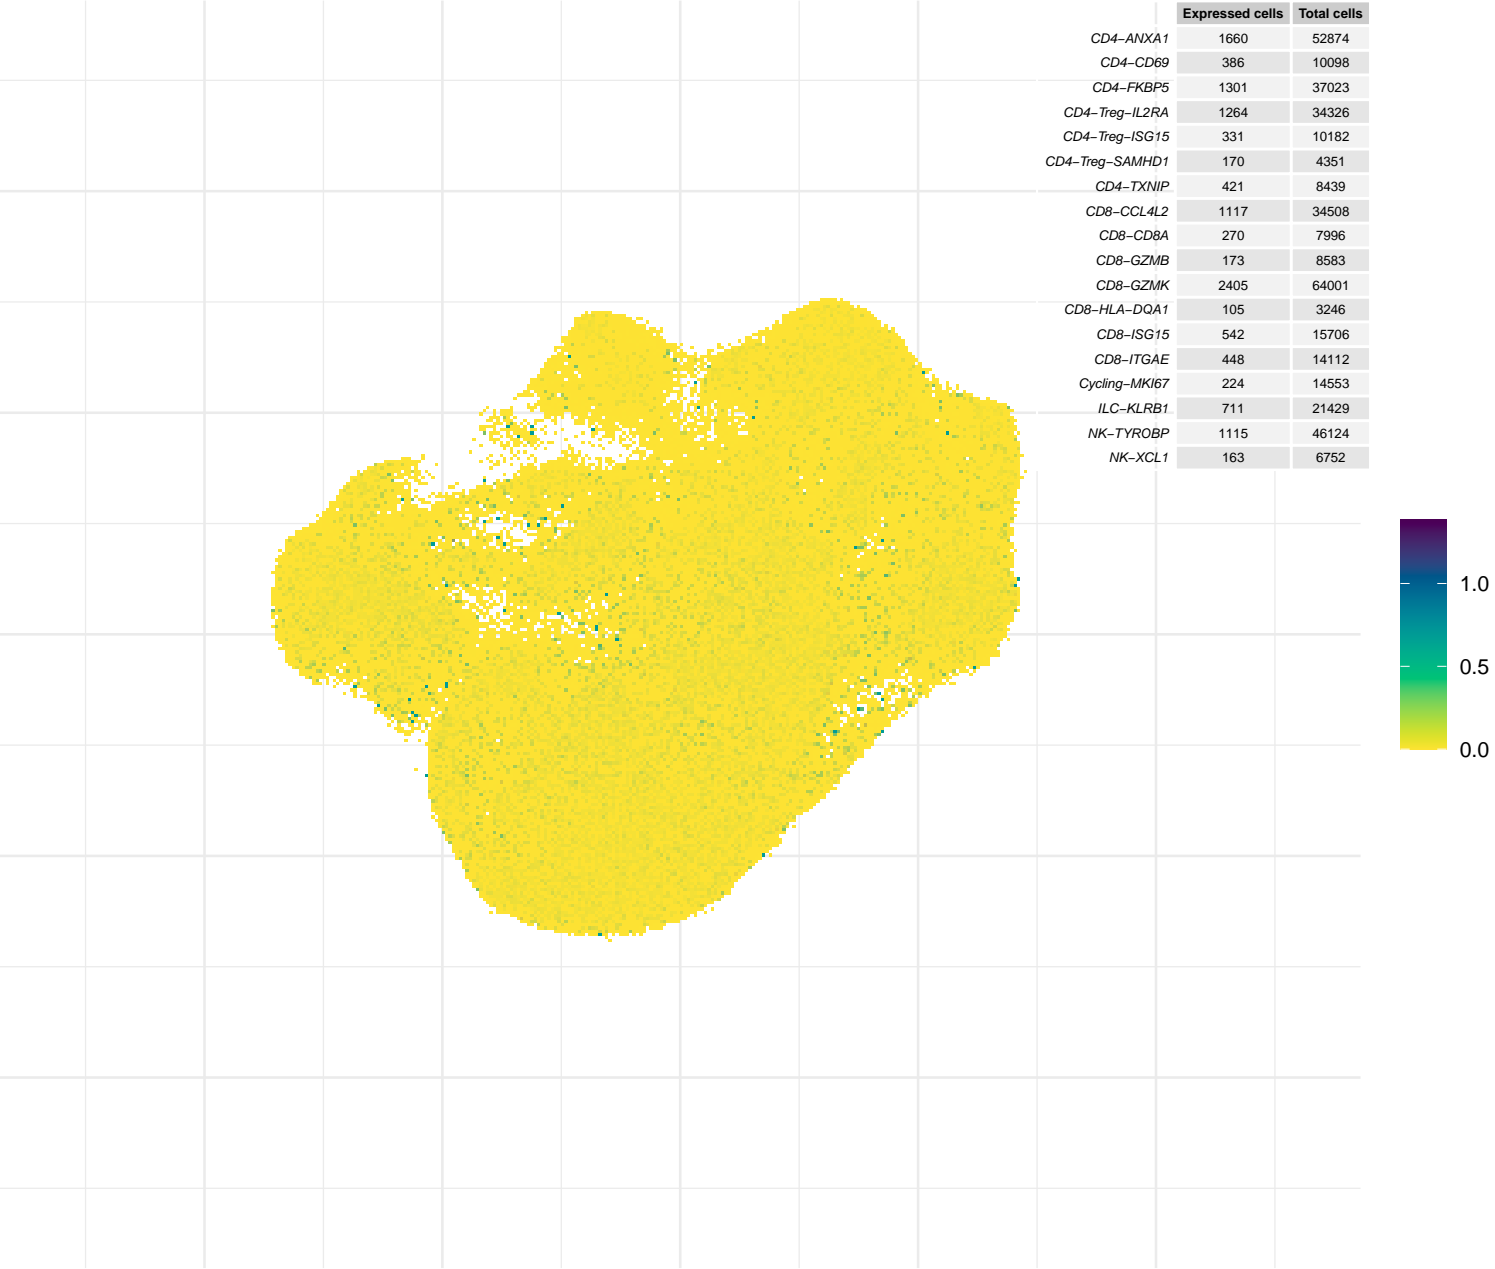 Expressed cells Total cells
CD4−ANXA1 1660 52874
CD4−CD69 386 10098
CD4−FKBP5 1301 37023
CD4−Treg−IL2RA 1264 34326
CD4−Treg−ISG15 331 10182
CD4−Treg−SAMHD1 170 4351
CD4−TXNIP 421 8439
CD8−CCL4L2 1117 34508
CD8−CD8A 270 7996
CD8−GZMB 173 8583
CD8−GZMK 2405 64001
CD8−HLA−DQA1 105 3246
CD8−ISG15 542 15706
CD8−ITGAE 448 14112
Cycling−MKI67 224 14553
ILC−KLRB1 711 21429
NK−TYROBP 1115 46124
NK−XCL1 163 6752
1.0
0.5
0.0